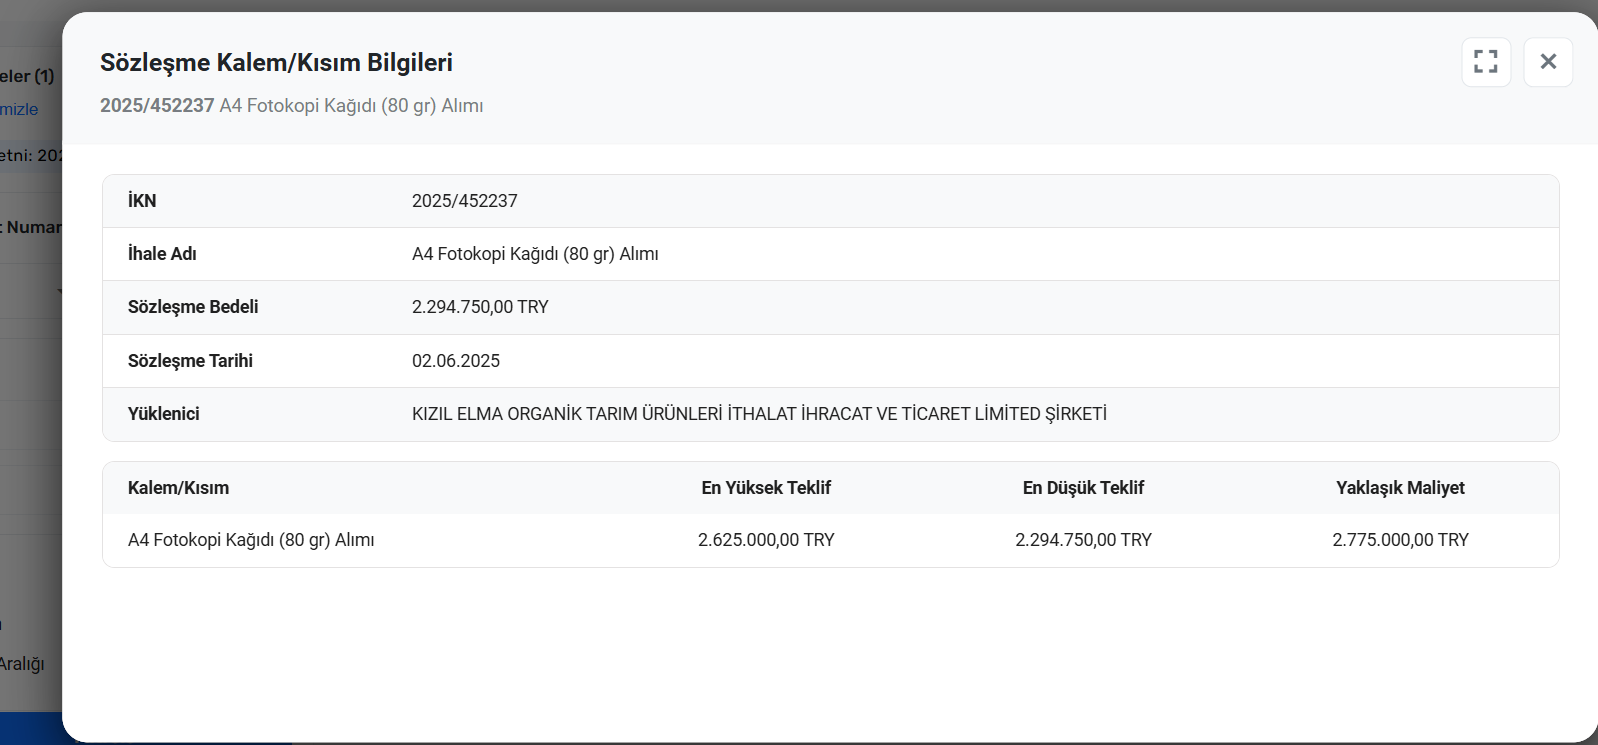 Sözleşme Kalem/Kısım Bilgileri
2025/452237 A4 Fotokopi Kağıdı (80 gr) Alımı
İKN 2025/452237
İhale Adı A4 Fotokopi Kağıdı (80 gr) Alımı
Sözleşme Bedeli 2.294.750,00 TRY
Sözleşme Tarihi 02.06.2025
Yüklenici KIZIL ELMA ORGANİK TARIM ÜRÜNLERİ İTHALAT İHRACAT VE TİCARET LİMİTED ŞİRKETİ
Kalem/Kısım En Yüksek Teklif En Düşük Teklif Yaklaşık Maliyet
A4 Fotokopi Kağıdı (80 gr) Alımı 2.625.000,00 TRY 2.294.750,00 TRY 2.775.000,00 TRY
eler (1)
mizle
etni: 202
t Numar
Aralığı